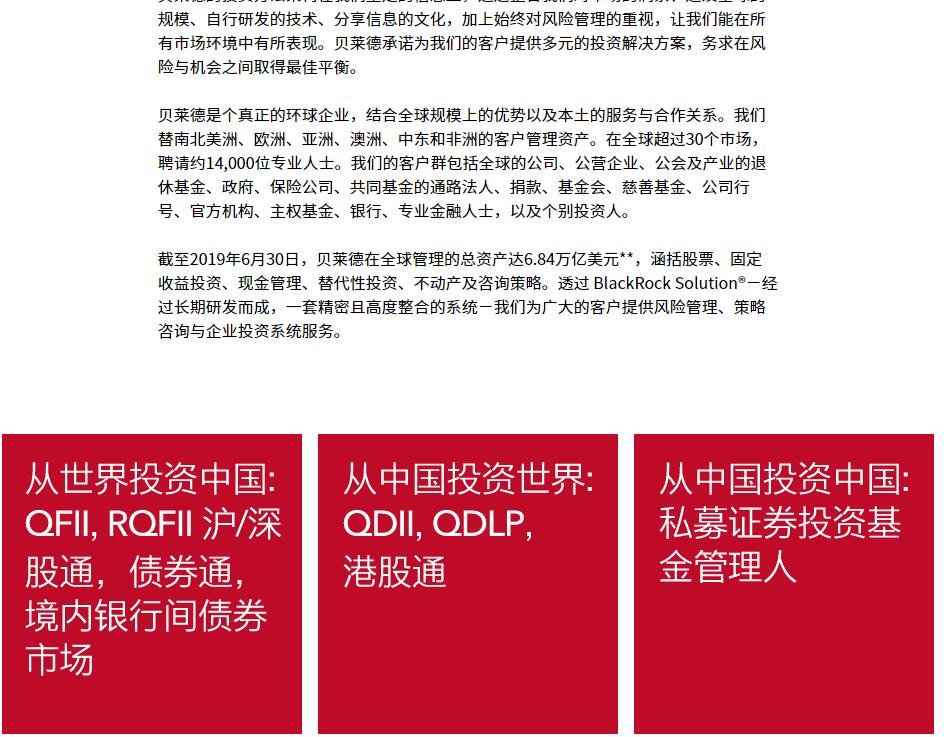 规模、自行研发的技术、分享信息的文化，加上始终对风险管理的重视，让我们能在所
有市场环境中有所表现。贝莱德承诺为我们的客户提供多元的投资解决方案，务求在风
险与机会之间取得最佳平衡。
贝莱德是个真正的环球企业，结合全球规模上的优势以及本土的服务与合作关系。我们
替南北美洲、欧洲、亚洲、澳洲、中东和非洲的客户管理资产。在全球超过30个市场，
聘请约14,000位专业人士。我们的客户群包括全球的公司、公营企业、公会及产业的退
休基金、政府、保险公司、共同基金的通路法人、捐款、基金会、慈善基金、公司行
号、官方机构、主权基金、银行、专业金融人士，以及个别投资人。
截至2019年6月30日，贝莱德在全球管理的总资产达6.84万亿美元**，涵括股票、固定
收益投资、现金管理、替代性投资、不动产及咨询策略。透过 BlackRock Solution®－经
过长期研发而成，一套精密且高度整合的系统－我们为广大的客户提供风险管理、策略
咨询与企业投资系统服务。
从世界投资中国:
QFII, RQFII 沪/深
股通，债券通，
境内银行间债券
市场
从中国投资世界:
QDII, QDLP,
港股通
从中国投资中国:
私募证券投资基
金管理人